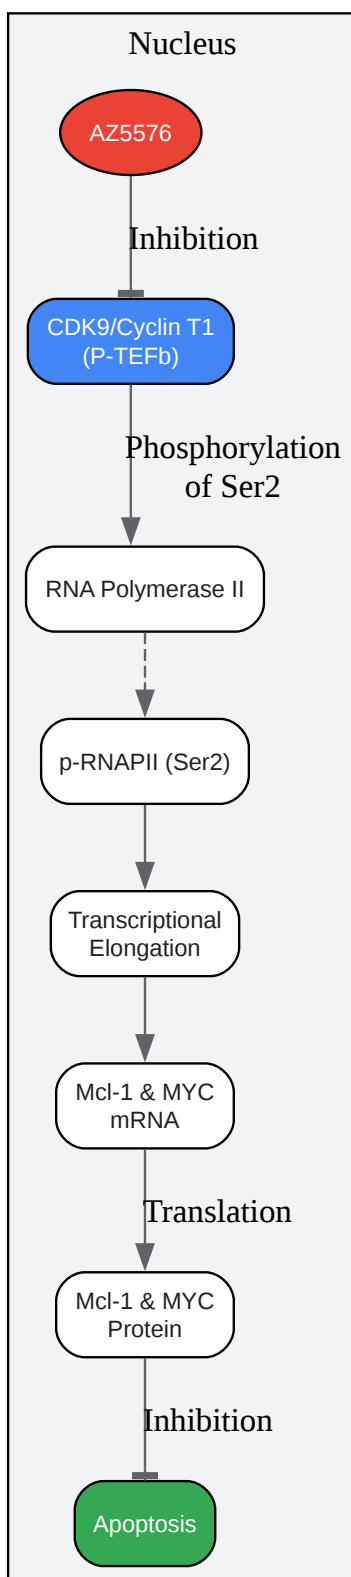 Nucleus
AZ5576
Inhibition
CDK9/Cyclin T1
(P-TEFb)
Phosphorylation
of Ser2
RNA Polymerase II
p-RNAPII (Ser2)
Transcriptional
Elongation
Mcl-1 & MYC
mRNA
Translation
Mcl-1 & MYC
Protein
Inhibition
Apoptosis